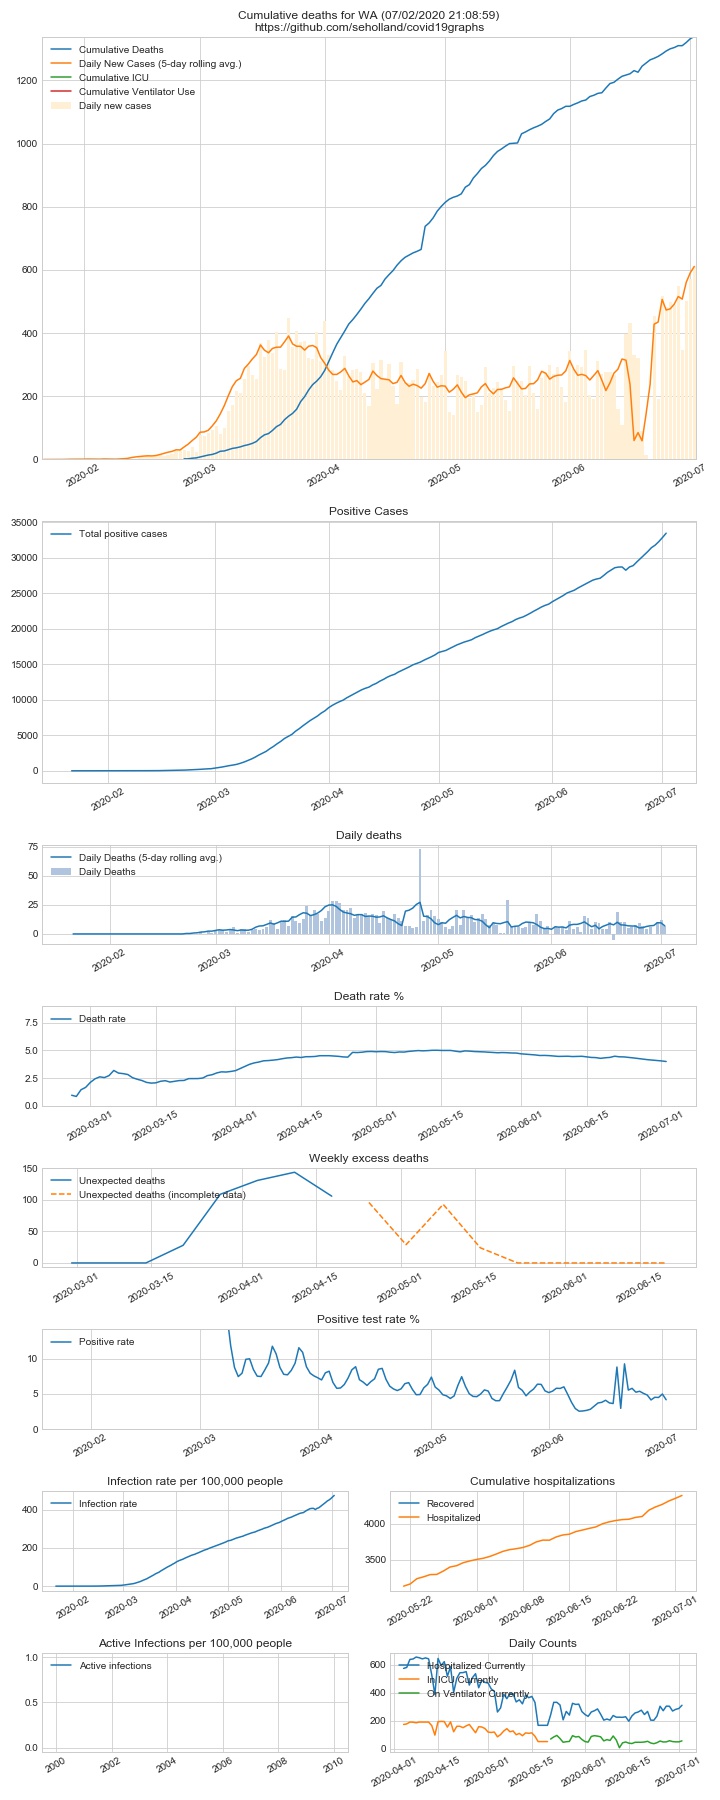 Cumulative deaths for WA (07/02/2020 21:08:59)
https://github.com/seholland/covid19graphs
Cumulative Deaths
Daily New Cases (5-day rolling avg.)
Cumulative ICU
Cumulative Ventilator Use
Daily new cases
1200
1000
800
600
400
200
0
2020-02 2020-03 2020-04 2020-05 2020-06 2020-07
Positive Cases
Total positive cases
35000
30000
25000
20000
15000
10000
5000
0
2020-02 2020-03 2020-04 2020-05 2020-06 2020-07
Daily deaths
Daily Deaths (5-day rolling avg.)
Daily Deaths
75
50
25
0
2020-02 2020-03 2020-04 2020-05 2020-06 2020-07
Death rate %
Death rate
7.5
5.0
2.5
0.0
2020-03-01 2020-03-15 2020-04-01 2020-04-15 2020-05-01 2020-05-15 2020-06-01 2020-06-15 2020-07-01
Weekly excess deaths
Unexpected deaths
Unexpected deaths (incomplete data)
150
100
50
0
2020-03-01 2020-03-15 2020-04-01 2020-04-15 2020-05-01 2020-05-15 2020-06-01 2020-06-15
Positive test rate %
Positive rate
10
5
0
2020-02 2020-03 2020-04 2020-05 2020-06 2020-07
Infection rate per 100,000 people
Infection rate
400
200
0
2020-02 2020-03 2020-04 2020-05 2020-06 2020-07
Cumulative hospitalizations
Recovered
Hospitalized
4000
3500
2020-05-22 2020-06-01 2020-06-08 2020-06-15 2020-06-22 2020-07-01
Active Infections per 100,000 people
Active infections
1.0
0.5
0.0
2000 2002 2004 2006 2008 2010
Daily Counts
Hospitalized Currently
In ICU Currently
On Ventilator Currently
600
400
200
0
2020-04-01 2020-04-15 2020-05-01 2020-05-15 2020-06-01 2020-06-15 2020-07-01